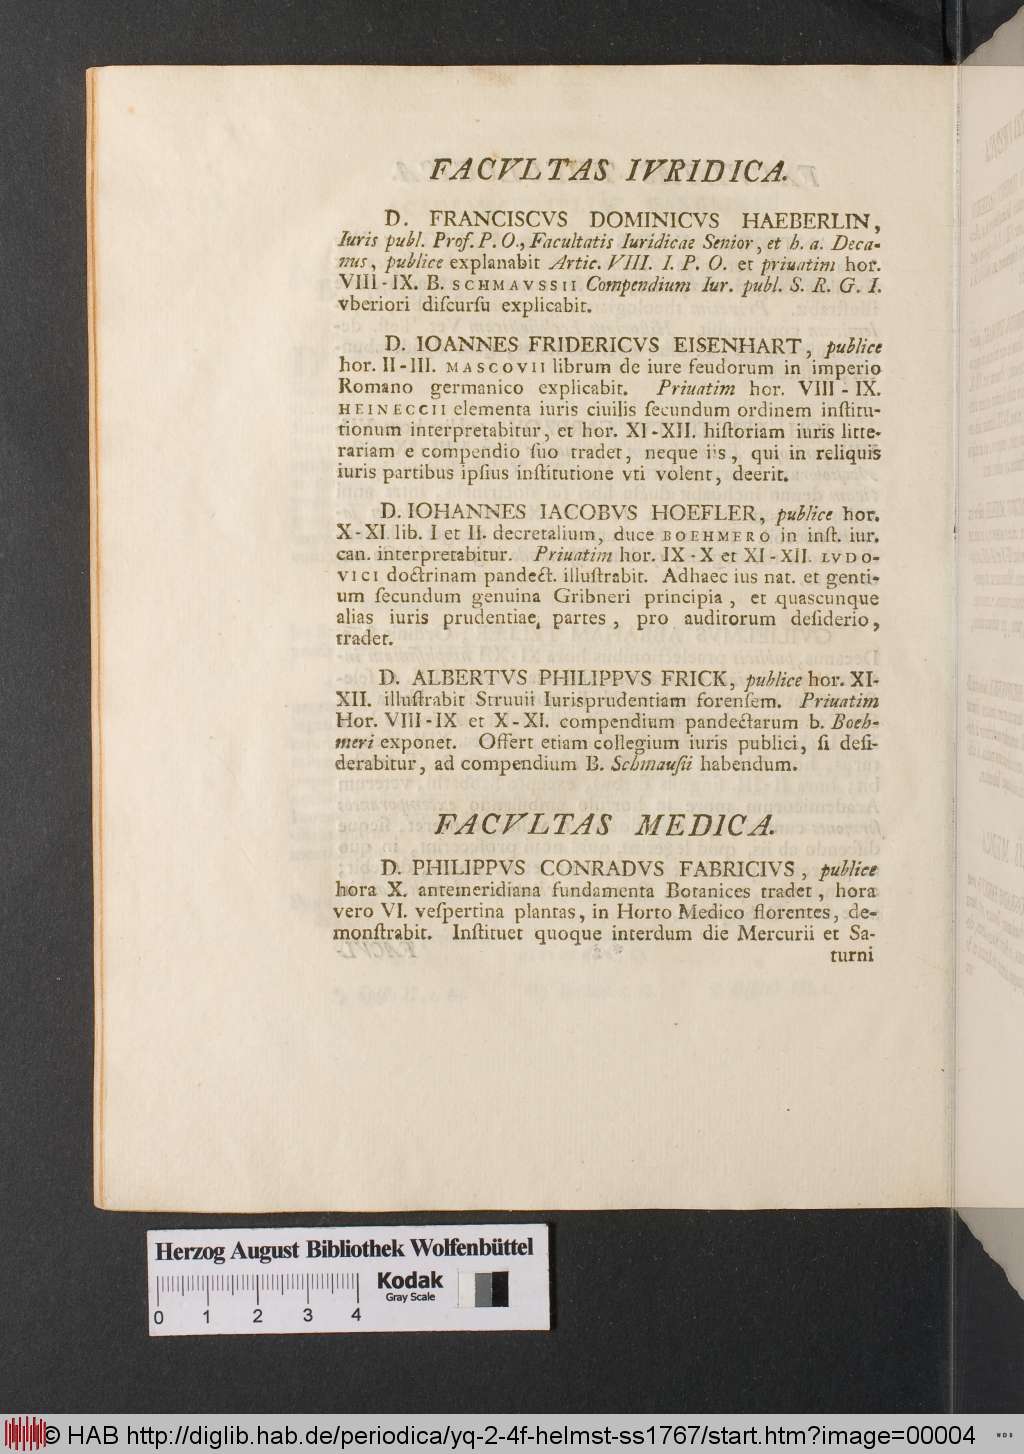 FACVLTAS IVRIDICA.
D. FRANCISCVS DOMINICVS HAEBERLIN,
Iuris publ. Prof. P. O., Facultatis Iuridicae Senior, et h. a. Deca-
nus, publice explanabit Artic. VIII. I. P. O. et priuatim hor.
VIII-IX. B. SCHMAVSSII Compendium Iur. publ. S. R. G. I.
vberiori diſcurſu explicabit.
D. IOANNES FRIDERICVS EISENHART, publice
hor. II-III. MASCOVII librum de iure feudorum in imperio
Romano germanico explicabit. Priuatim hor. VIII-IX.
HEINECCII elementa iuris ciuilis ſecundum ordinem inſtitu-
tionum interpretabitur, et hor. XI-XII. hiſtoriam iuris litte-
rariam e compendio ſuo tradet, neque iis, qui in reliquis
iuris partibus ipſius inſtitutione vti volent, deerit.
D. IOHANNES IACOBVS HOEFLER, publice hor.
X-XI. lib. I et II. decretalium, duce BOEHMERO in inſt. iur.
can. interpretabitur. Priuatim hor. IX-X et XI-XII. LVDO-
VICI doctrinam pandect. illuſtrabit. Adhaec ius nat. et genti-
um ſecundum genuina Gribneri principia, et quascunque
alias iuris prudentiae, partes, pro auditorum deſiderio,
tradet.
D. ALBERTVS PHILIPPVS FRICK, publice hor. XI-
XII. illuſtrabit Struuii Iurisprudentiam forenſem. Priuatim
Hor. VIII-IX et X-XI. compendium pandectarum b. Boeh-
meri exponet. Offert etiam collegium iuris publici, ſi deſi-
derabitur, ad compendium B. Schmauſii habendum.
FACVLTAS MEDICA.
D. PHILIPPVS CONRADVS FABRICIVS, publice
hora X. antemeridiana fundamenta Botanices tradet, hora
vero VI. veſpertina plantas, in Horto Medico florentes, de-
monſtrabit. Inſtituet quoque interdum die Mercurii et Sa-
turni
Herzog August Bibliothek Wolfenbüttel
Kodak
Gray Scale
0 1 2 3 4
© HAB http://diglib.hab.de/periodica/yq-2-4f-helmst-ss1767/start.htm?image=00004